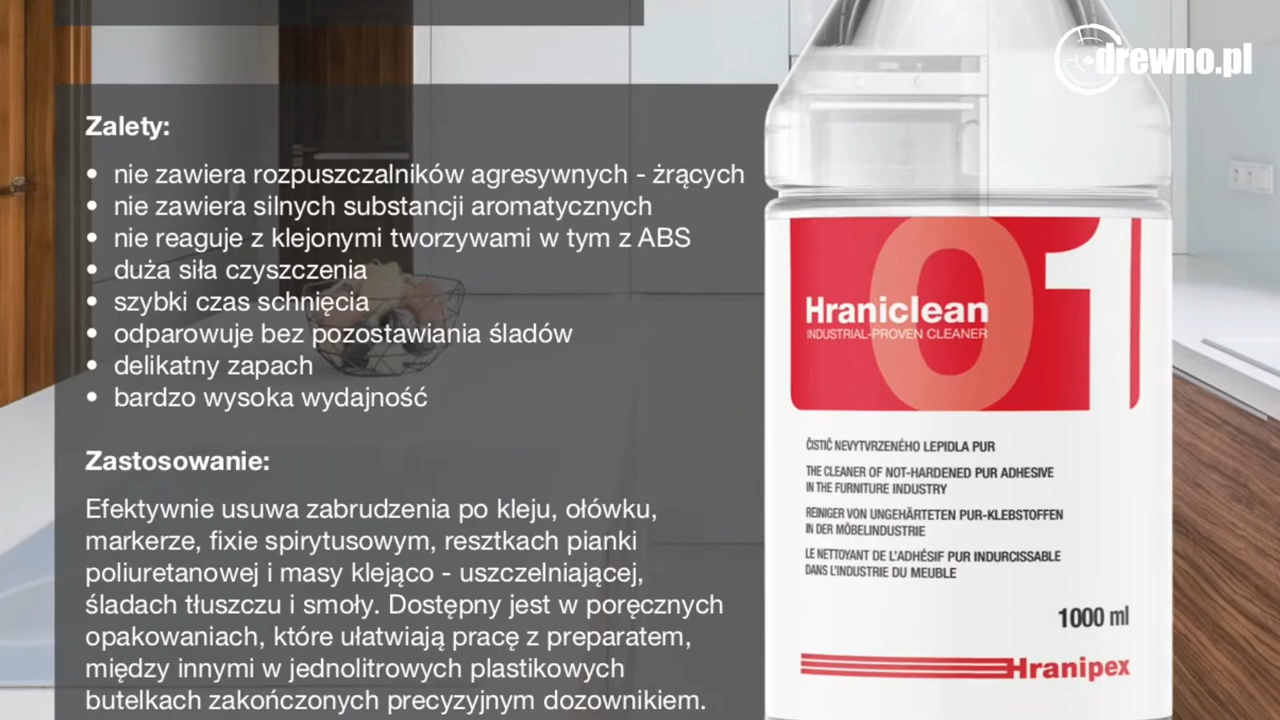 drewno.pl
Zalety:
• nie zawiera rozpuszczalników agresywnych - żrących
• nie zawiera silnych substancji aromatycznych
• nie reaguje z klejonymi tworzywami w tym z ABS
• duża siła czyszczenia
• szybki czas schnięcia
• odparowuje bez pozostawiania śladów
• delikatny zapach
• bardzo wysoka wydajność
Zastosowanie:
Efektywnie usuwa zabrudzenia po kleju, ołówku,
markerze, fixie spirytusowym, resztkach pianki
poliuretanowej i masy klejąco - uszczelniającej,
śladach tłuszczu i smoły. Dostępny jest w poręcznych
opakowaniach, które ułatwiają pracę z preparatem,
między innymi w jednolitrowych plastikowych
butelkach zakończonych precyzyjnym dozownikiem.
01
Hraniclean
INDUSTRIAL-PROVEN CLEANER
ČISTIČ NEVYTVRZENÉHO LEPIDLA PUR
THE CLEANER OF NOT-HARDENED PUR ADHESIVE
IN THE FURNITURE INDUSTRY
REINIGER VON UNGEHÄRTETEN PUR-KLEBSTOFFEN
IN DER MÖBELINDUSTRIE
LE NETTOYANT DE L'ADHÉSIF PUR INDURCISSABLE
DANS L'INDUSTRIE DU MEUBLE
1000 ml
Hranipex